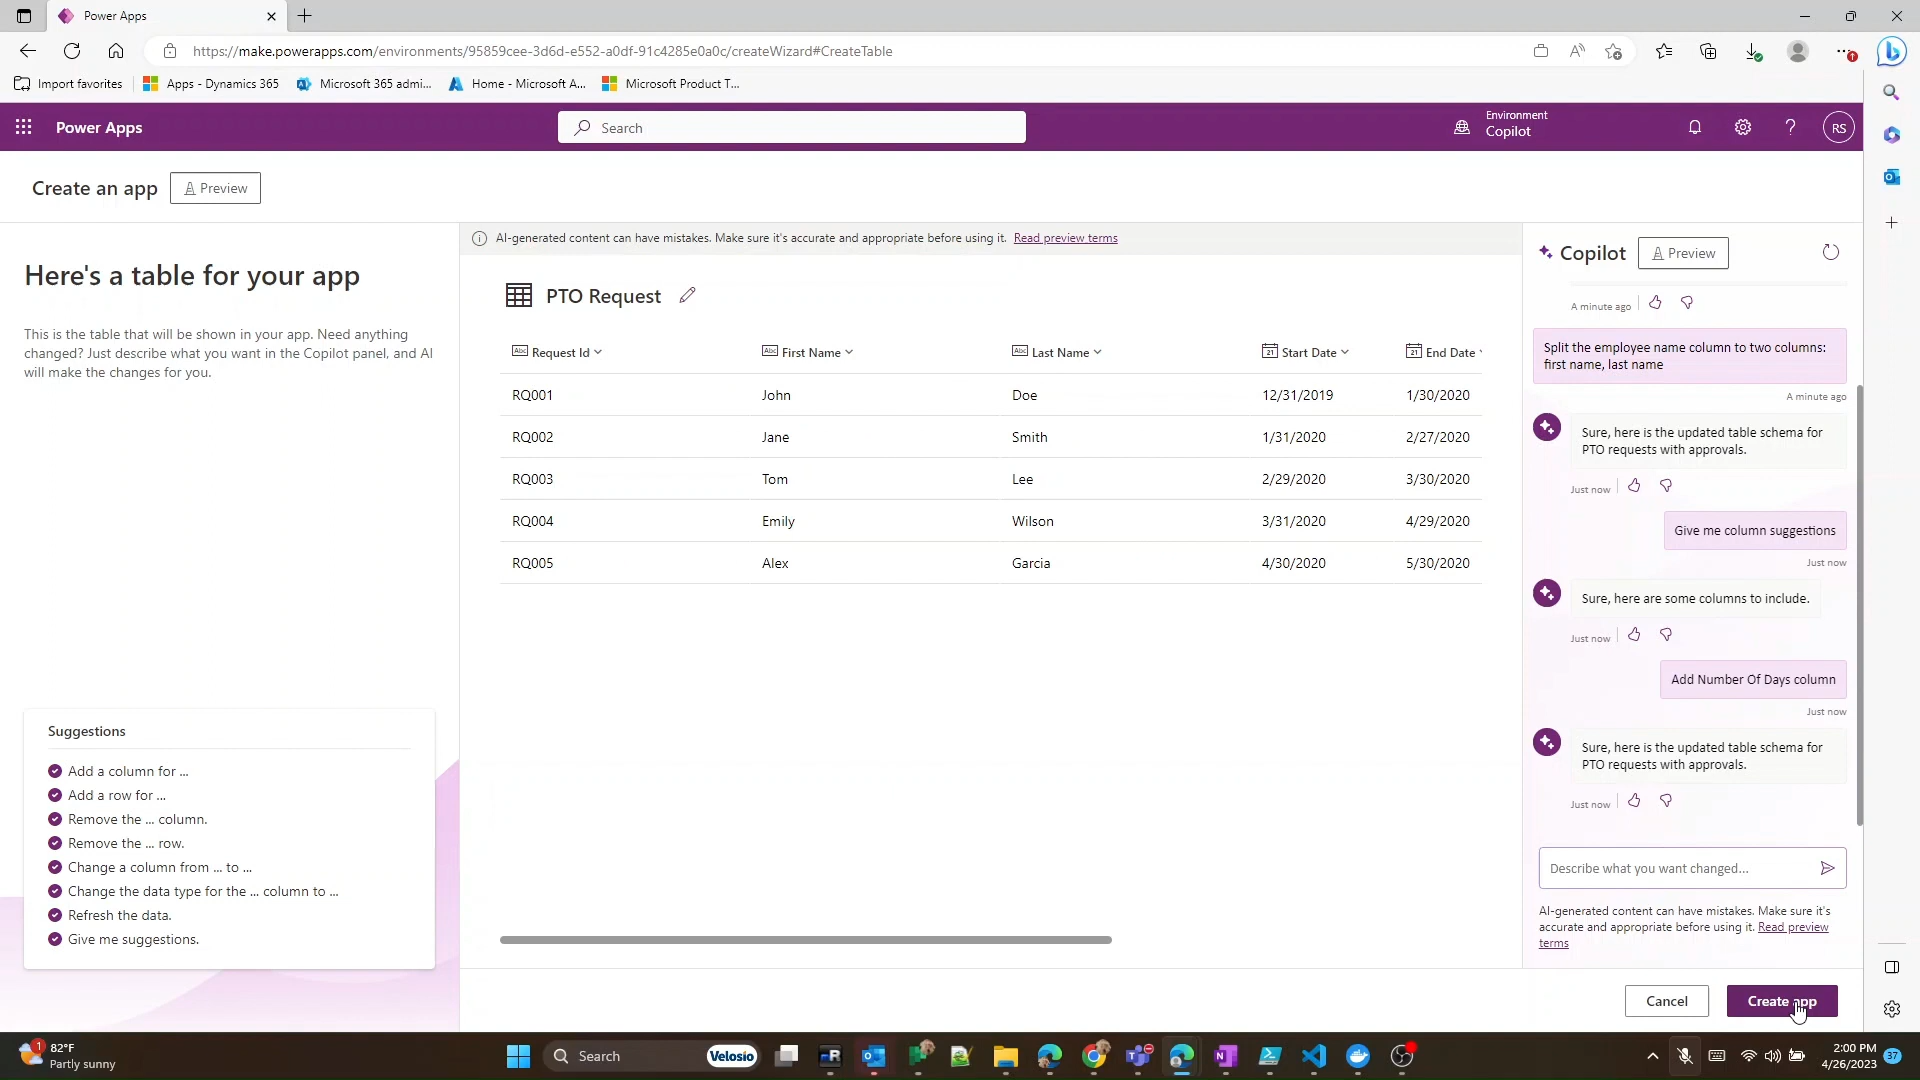 Power Apps
https://make.powerapps.com/environments/95859cee-3d6d-e552-a0df-91c4285e0a0c/createWizard#CreateTable
Import favorites
Apps - Dynamics 365
Microsoft 365 admi...
Home - Microsoft A...
Microsoft Product T...
Power Apps
Search
Environment
Copilot
RS
Create an app
Preview
Here's a table for your app
This is the table that will be shown in your app. Need anything
changed? Just describe what you want in the Copilot panel, and AI
will make the changes for you.
Suggestions
Add a column for ...
Add a row for ...
Remove the ... column.
Remove the ... row.
Change a column from ... to ...
Change the data type for the ... column to ...
Refresh the data.
Give me suggestions.
AI-generated content can have mistakes. Make sure it's accurate and appropriate before using it. Read preview terms
PTO Request
Abc Request Id Abc First Name Abc Last Name 21 Start Date 21 End Date
RQ001 John Doe 12/31/2019 1/30/2020
RQ002 Jane Smith 1/31/2020 2/27/2020
RQ003 Tom Lee 2/29/2020 3/30/2020
RQ004 Emily Wilson 3/31/2020 4/29/2020
RQ005 Alex Garcia 4/30/2020 5/30/2020
Copilot
Preview
A minute ago
Split the employee name column to two columns:
first name, last name
A minute ago
Sure, here is the updated table schema for
PTO requests with approvals.
Just now
Give me column suggestions
Just now
Sure, here are some columns to include.
Just now
Add Number Of Days column
Just now
Sure, here is the updated table schema for
PTO requests with approvals.
Just now
Describe what you want changed...
AI-generated content can have mistakes. Make sure it's
accurate and appropriate before using it. Read preview
terms
Cancel
Create app
1
82°F
Partly sunny
Search
Velosio
2:00 PM
4/26/2023
37